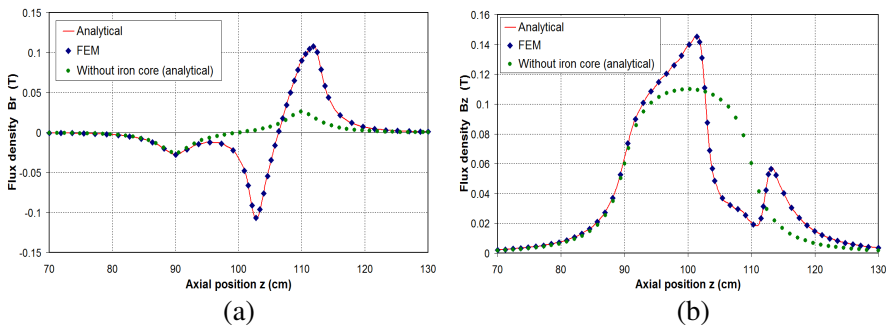 0.15
0.1
0.05
0
-0.05
-0.1
-0.15
Flux density Br (T)
Analytical
FEM
Without iron core (analytical)
70 80 90 100 110 120 130
Axial position z (cm)
(a)
0.16
0.14
0.12
0.1
0.08
0.06
0.04
0.02
0
Flux density Bz (T)
Analytical
FEM
Without iron core (analytical)
70 80 90 100 110 120 130
Axial position z (cm)
(b)